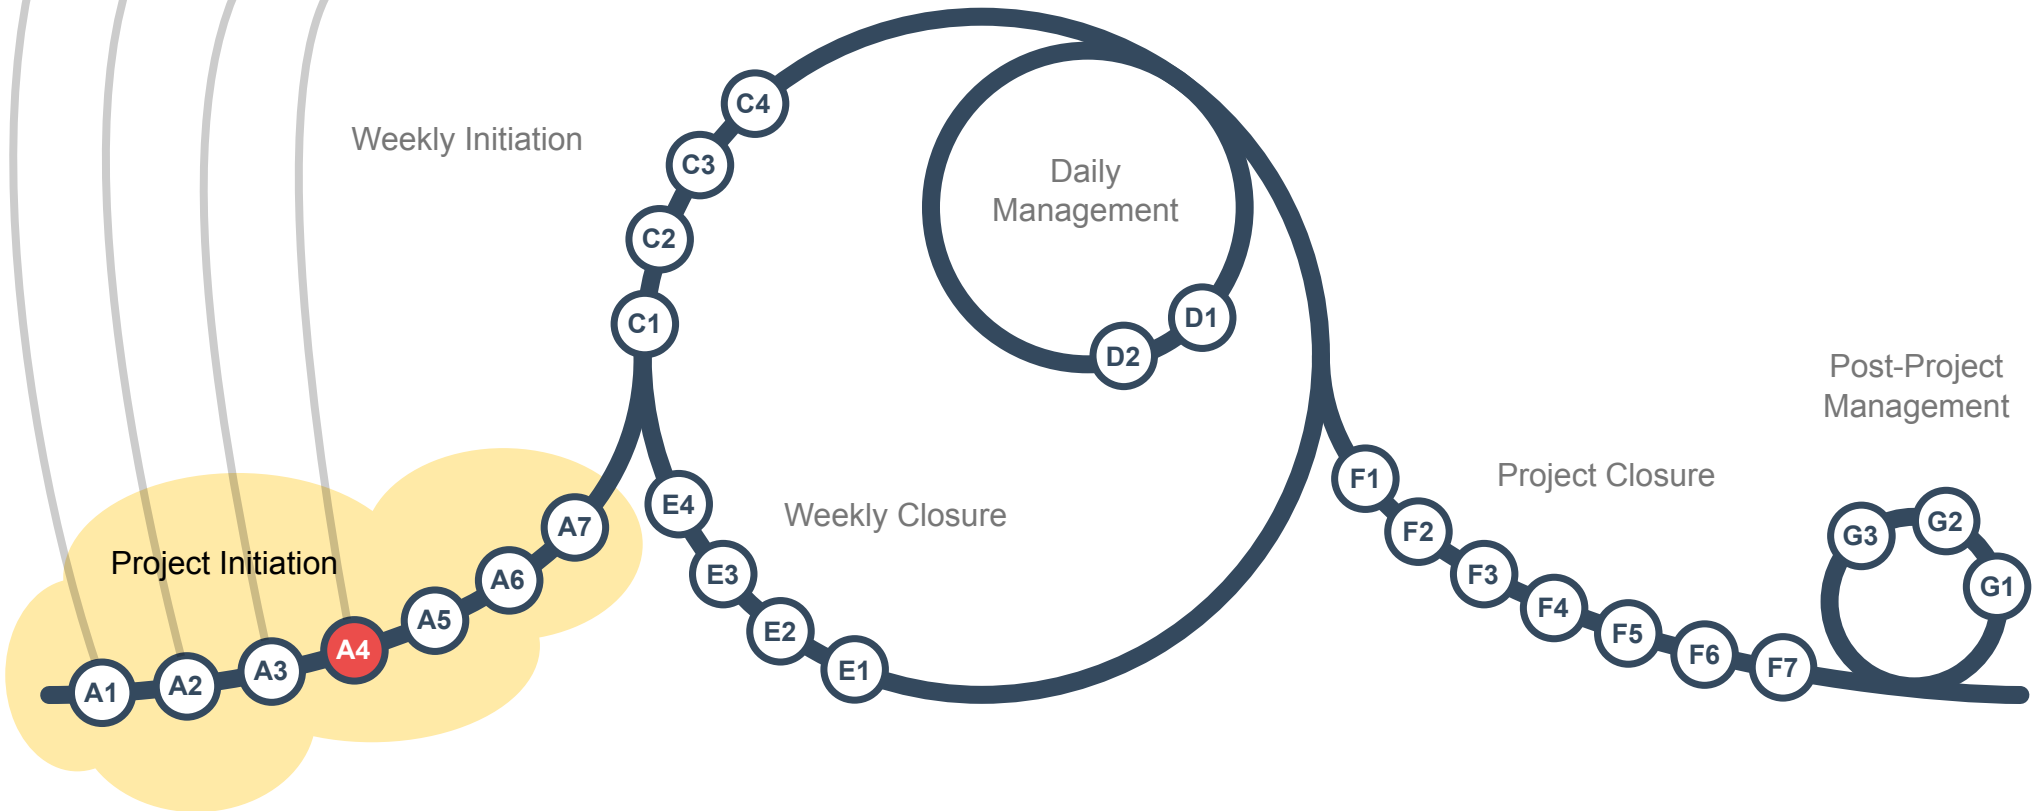 Weekly Initiation
C4
C3
C2
C1
Daily
Management
D1
D2
Post-Project
Management
Project Initiation
A1
A2
A3
A4
A5
A6
A7
Weekly Closure
E4
E3
E2
E1
Project Closure
F1
F2
F3
F4
F5
F6
F7
G3
G2
G1